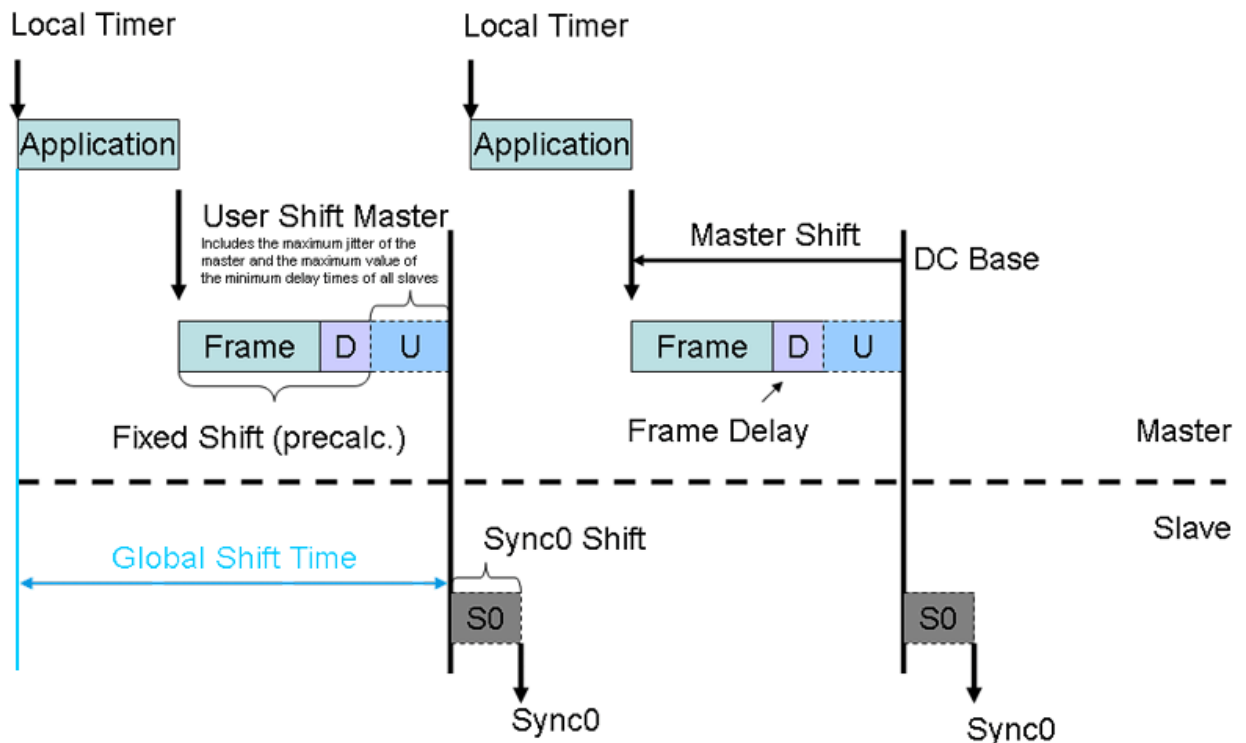 Local Timer
Local Timer
Application
Application
User Shift Master
Includes the maximum jitter of the
master and the maximum value of
the minimum delay times of all slaves
Master Shift
DC Base
Frame
D
U
Frame
D
U
Fixed Shift (precalc.)
Frame Delay
Master
Slave
Global Shift Time
Sync0 Shift
S0
S0
Sync0
Sync0